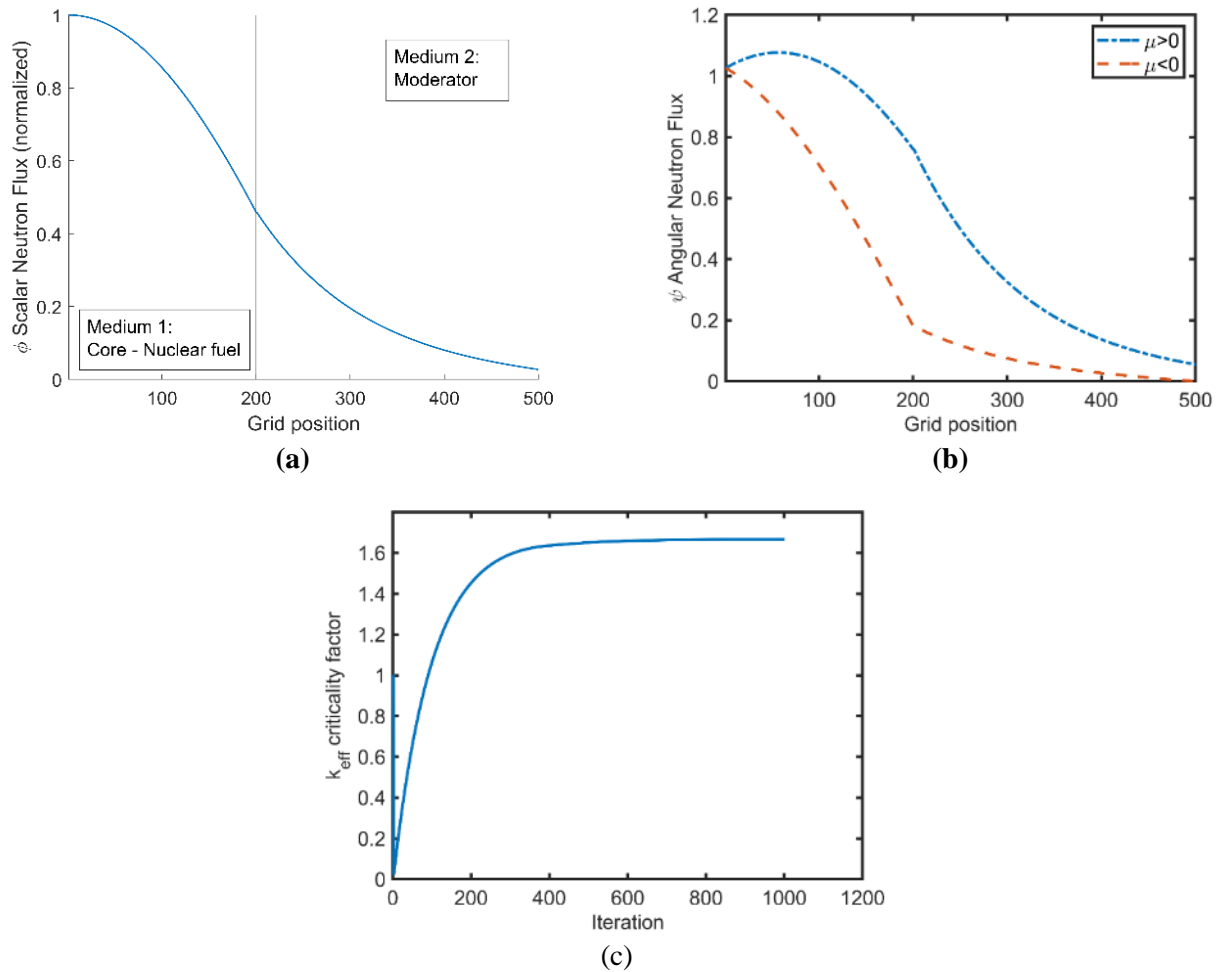 ϕ Scalar Neutron Flux (normalized)
1
0.8
0.6
0.4
0.2
0
Medium 2:
Moderator
Medium 1:
Core - Nuclear fuel
100
200
300
400
500
Grid position
(a)
ψ Angular Neutron Flux
1.2
1
0.8
0.6
0.4
0.2
0
μ>0
μ<0
100
200
300
400
500
Grid position
(b)
k_eff criticality factor
1.6
1.4
1.2
1
0.8
0.6
0.4
0.2
0
0
200
400
600
800
1000
1200
Iteration
(c)